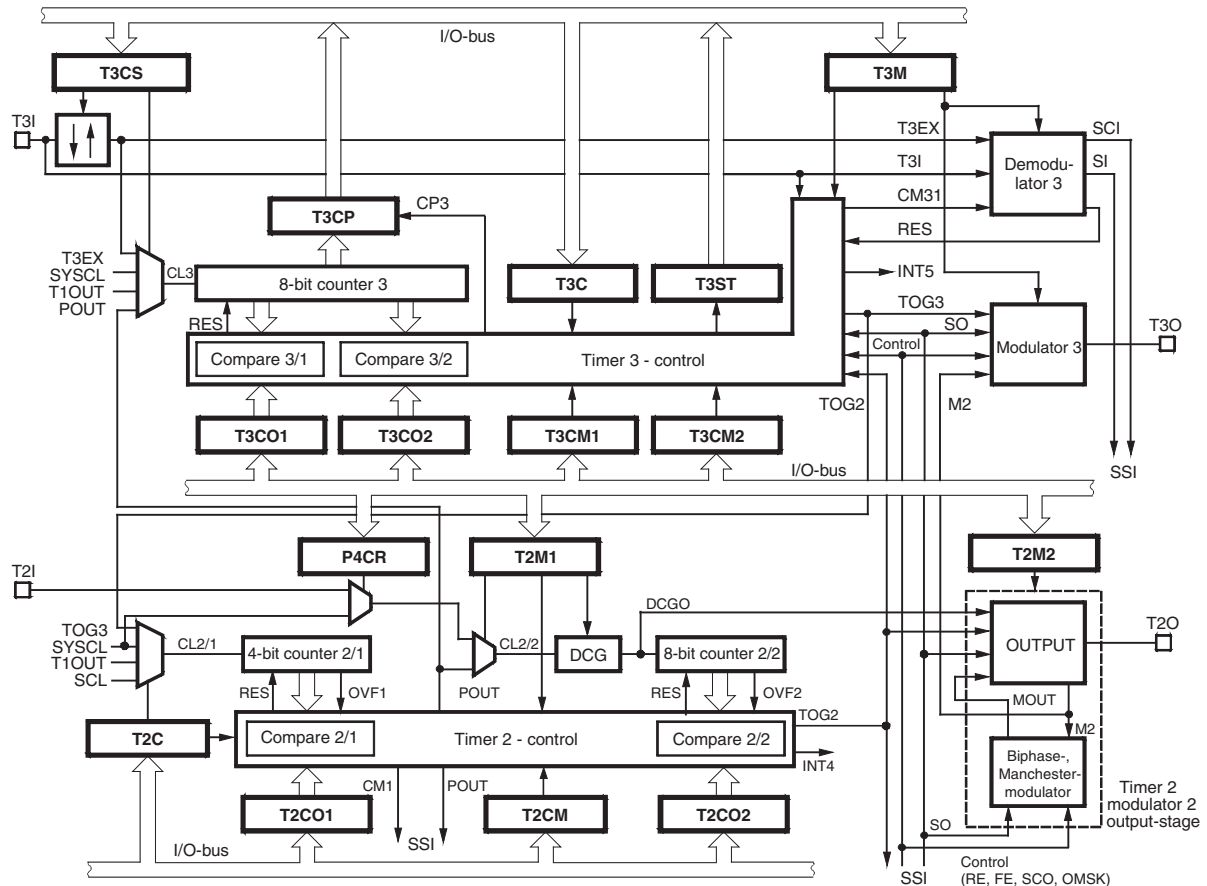 I/O-bus
T3CS
T3M
T3I
T3EX
SCI
T3I
SI
Demodu-
lator 3
CP3
CM31
T3CP
RES
T3EX
SYSCL
T1OUT
POUT
CL3
8-bit counter 3
T3C
T3ST
INT5
RES
TOG3
SO
T3O
Compare 3/1
Compare 3/2
Timer 3 - control
Control
Modulator 3
TOG2
M2
T3CO1
T3CO2
T3CM1
T3CM2
I/O-bus
SSI
P4CR
T2M1
T2M2
T2I
DCGO
TOG3
SYSCL
T1OUT
SCL
CL2/1
4-bit counter 2/1
CL2/2
DCG
8-bit counter 2/2
OUTPUT
T2O
RES
OVF1
POUT
RES
OVF2
MOUT
TOG2
T2C
Compare 2/1
Timer 2 - control
Compare 2/2
M2
INT4
Biphase-,
Manchester-
modulator
CM1
POUT
Timer 2
modulator 2
output-stage
T2CO1
T2CM
T2CO2
SSI
SO
I/O-bus
SSI
Control
(RE, FE, SCO, OMSK)